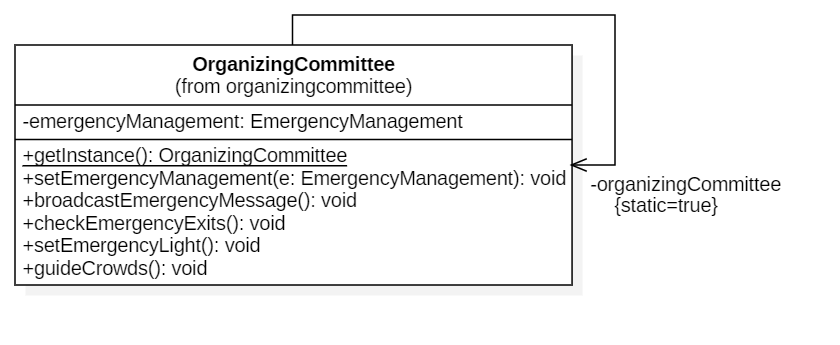 OrganizingCommittee
(from organizingcommittee)
-emergencyManagement: EmergencyManagement
+getInstance(): OrganizingCommittee
+setEmergencyManagement(e: EmergencyManagement): void
+broadcastEmergencyMessage(): void
+checkEmergencyExits(): void
+setEmergencyLight(): void
+guideCrowds(): void
-organizingCommittee
{static=true}